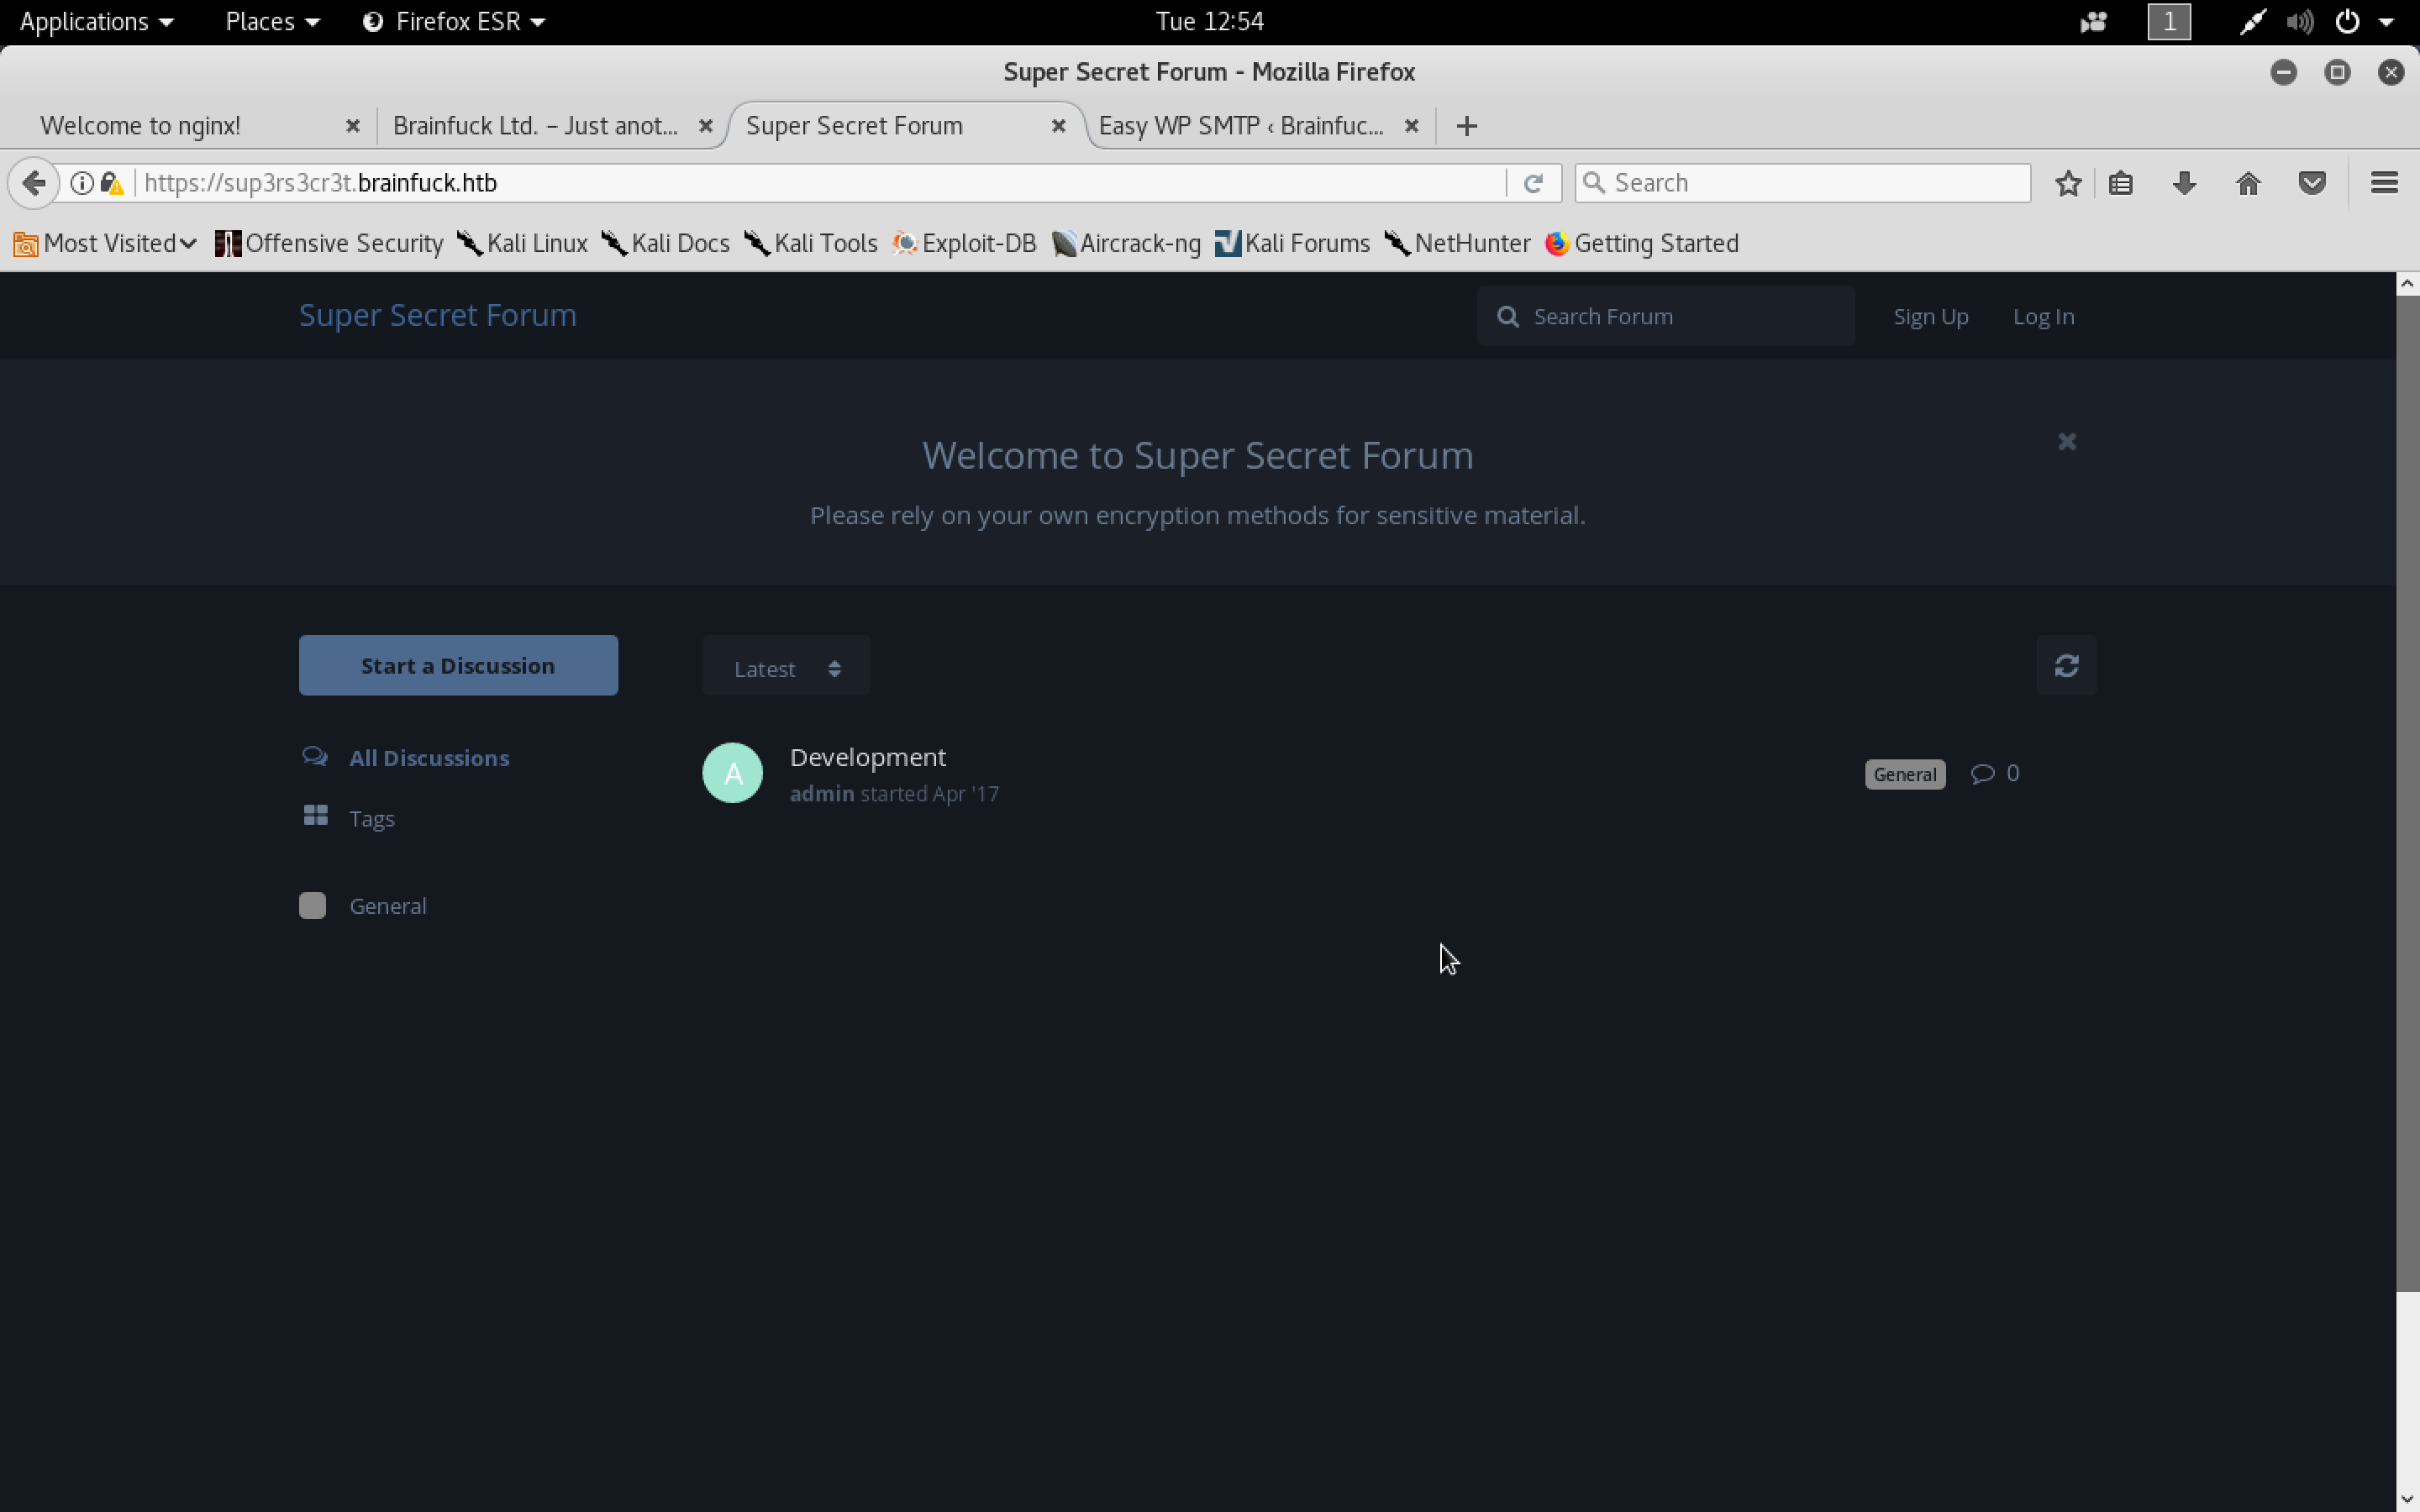 Applications Places Firefox ESR Tue 12:54 1
Super Secret Forum - Mozilla Firefox
Welcome to nginx! Brainfuck Ltd. – Just anot... Super Secret Forum Easy WP SMTP ‹ Brainfuc...
https://sup3rs3cr3t.brainfuck.htb Search
Most Visited Offensive Security Kali Linux Kali Docs Kali Tools Exploit-DB Aircrack-ng Kali Forums NetHunter Getting Started
Super Secret Forum Search Forum Sign Up Log In
Welcome to Super Secret Forum
Please rely on your own encryption methods for sensitive material.
Start a Discussion Latest
All Discussions
Tags
General
A
Development
admin started Apr '17
General 0